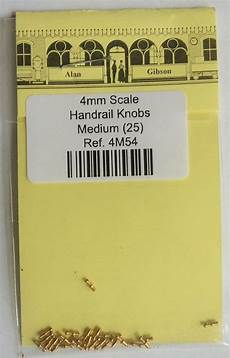 Alan Gibson
4mm Scale
Handrail Knobs
Medium (25)
Ref. 4M54